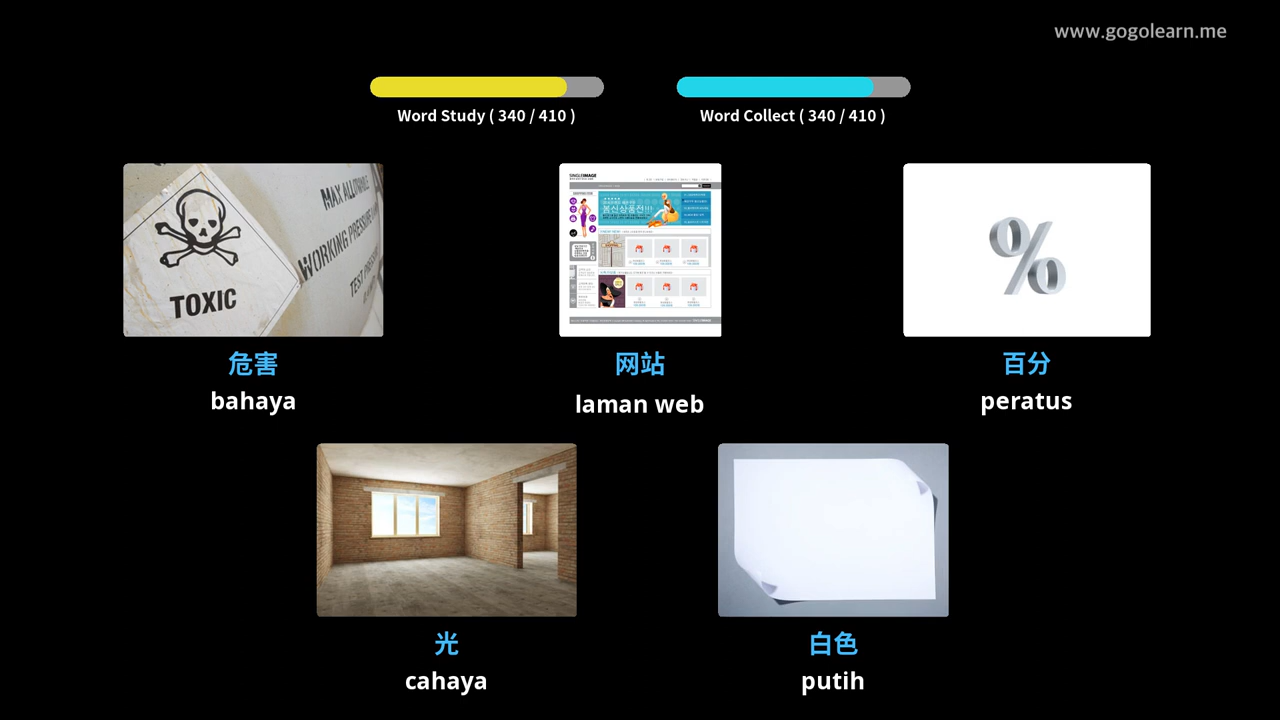 www.gogolearn.me
Word Study ( 340 / 410 )
Word Collect ( 340 / 410 )
TOXIC
MAX ALLOWABLE
WORKING PRESSURE
危害
bahaya
网站
laman web
百分
peratus
光
cahaya
白色
putih